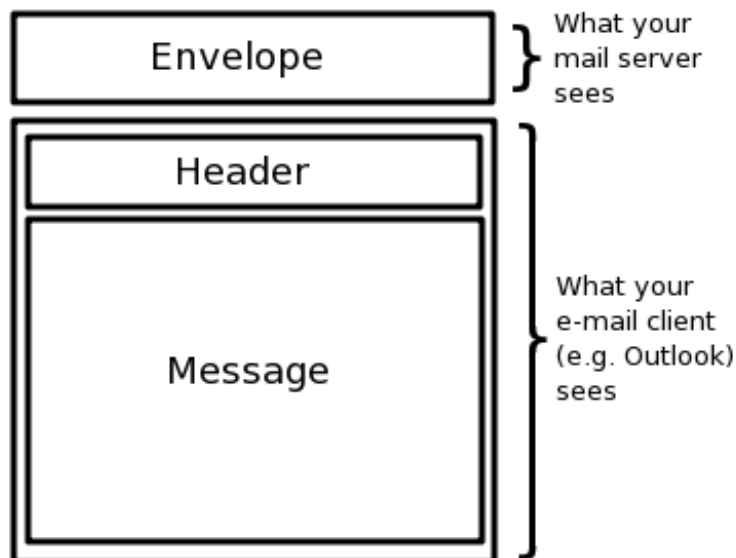 Envelope
What your
mail server
sees
Header
Message
What your
e-mail client
(e.g. Outlook)
sees